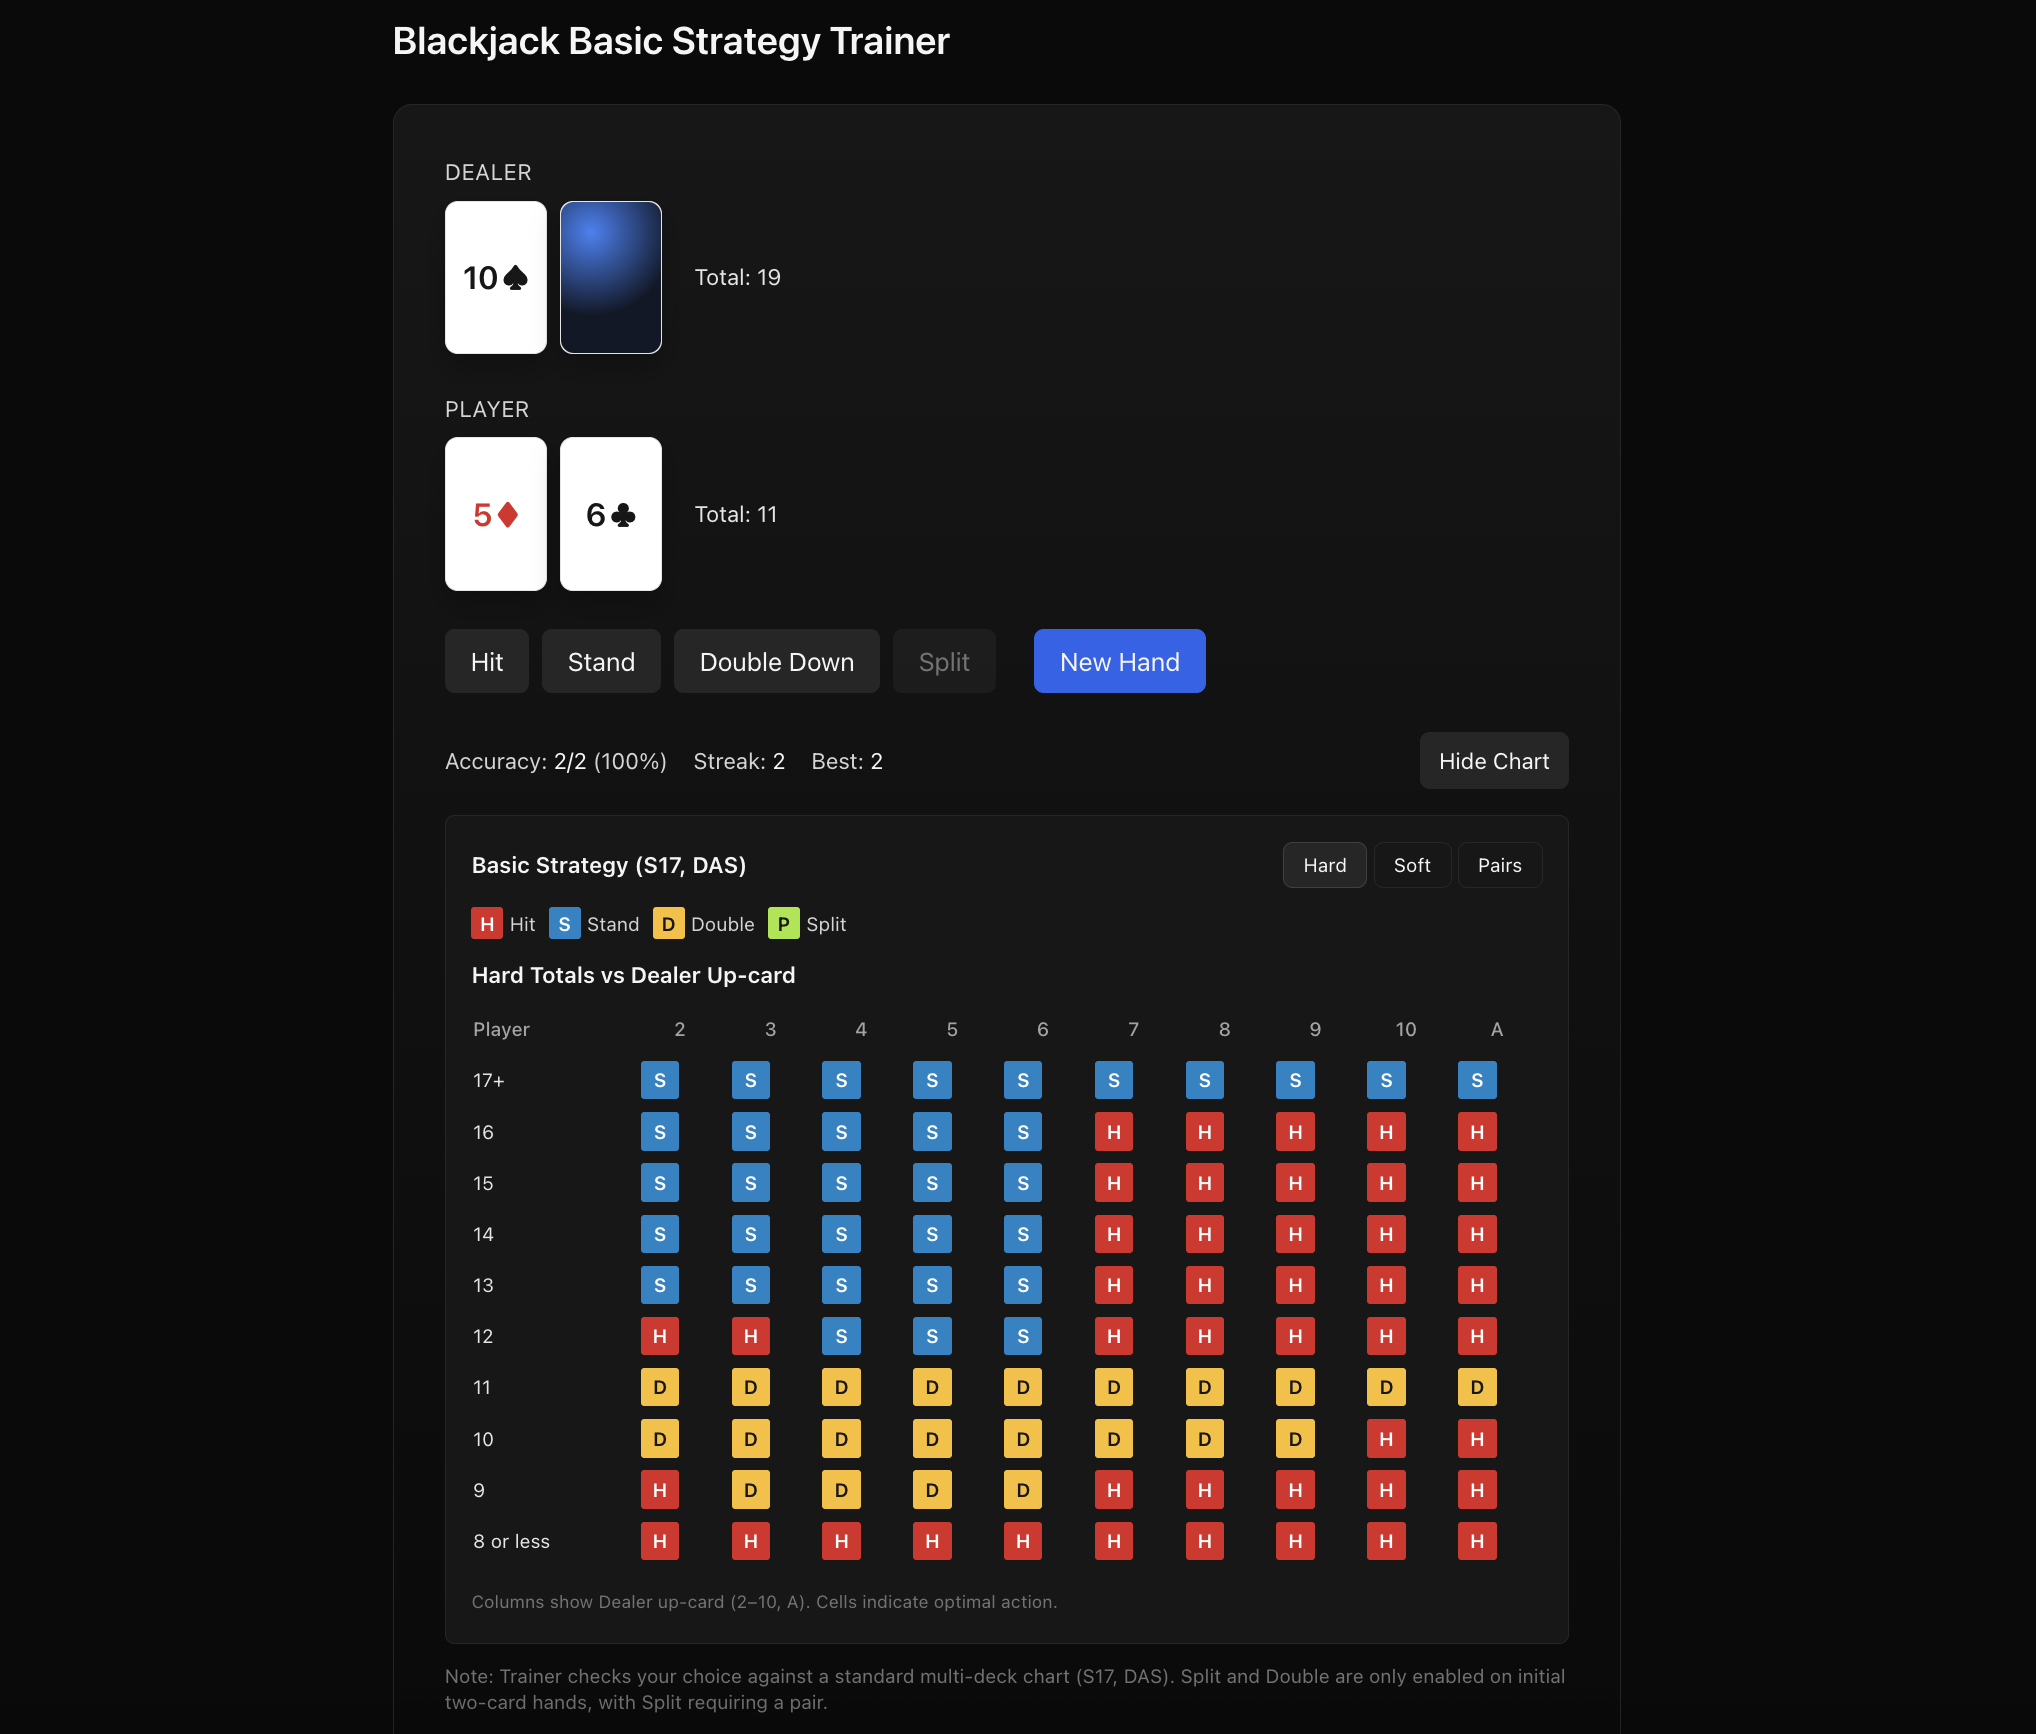 Blackjack Basic Strategy Trainer
DEALER
10♠
Total: 19
PLAYER
5♦ 6♣
Total: 11
Hit Stand Double Down Split New Hand
Accuracy: 2/2 (100%) Streak: 2 Best: 2 Hide Chart
Basic Strategy (S17, DAS) Hard Soft Pairs
H Hit S Stand D Double P Split
Hard Totals vs Dealer Up-card
Player 2 3 4 5 6 7 8 9 10 A
17+ S S S S S S S S S S
16 S S S S S H H H H H
15 S S S S S H H H H H
14 S S S S S H H H H H
13 S S S S S H H H H H
12 H H S S S H H H H H
11 D D D D D D D D D D
10 D D D D D D D D H H
9 H D D D D H H H H H
8 or less H H H H H H H H H H
Columns show Dealer up-card (2–10, A). Cells indicate optimal action.
Note: Trainer checks your choice against a standard multi-deck chart (S17, DAS). Split and Double are only enabled on initial
two-card hands, with Split requiring a pair.